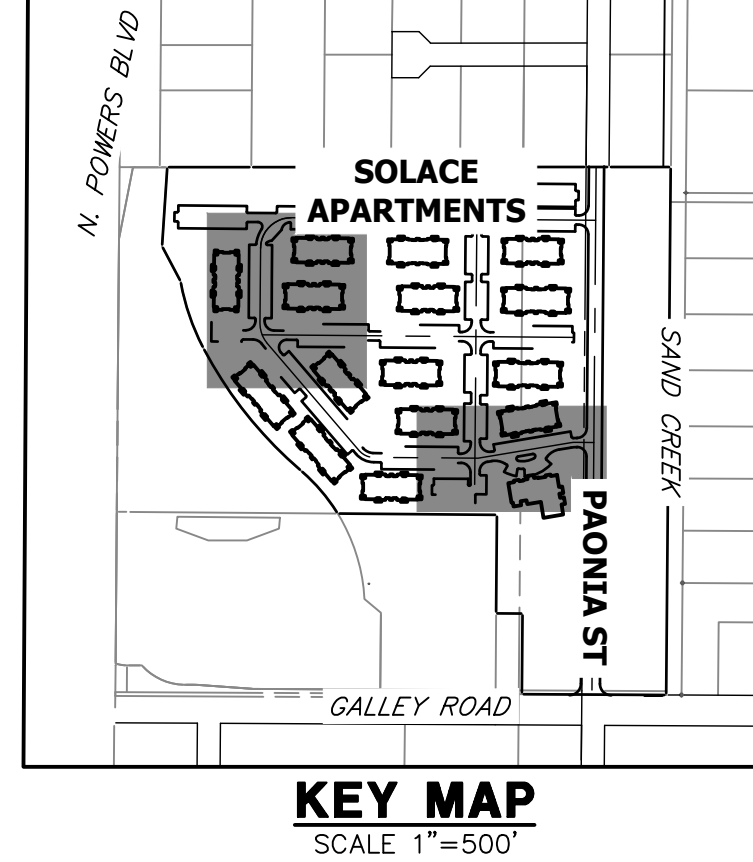 N. POWERS BLVD
SOLACE
APARTMENTS
SAND CREEK
PAONIA ST
GALLEY ROAD
KEY MAP
SCALE 1"=500'